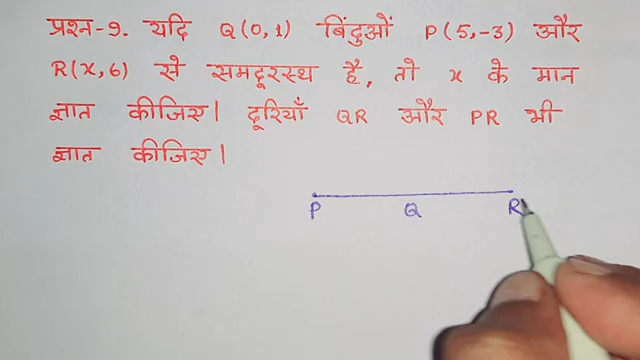 प्रश्न-9. यदि Q(0,1) बिंदुओं P(5,-3) और
R(x,6) से समदूरस्थ है, तो x के मान
ज्ञात कीजिए। दूरियाँ QR और PR भी
ज्ञात कीजिए।
P Q R